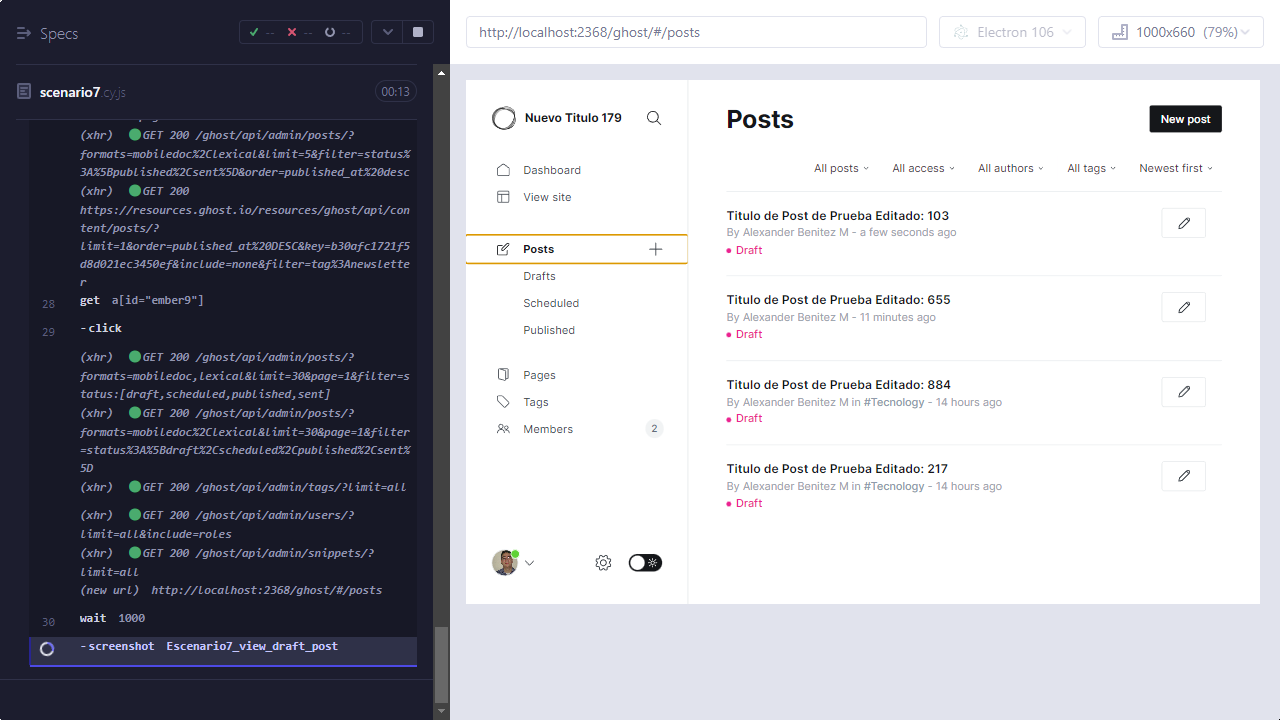 Specs
-- -- --
scenario7.cy.js
00:13
(xhr) GET 200 /ghost/api/admin/posts/?
formats=mobiledoc%2Clexical&limit=5&filter=status%
3A%5Bpublished%2Csent%5D&order=published_at%20desc
(xhr) GET 200
https://resources.ghost.io/resources/ghost/api/con
tent/posts/?
limit=1&order=published_at%20DESC&key=b30afc1721f5
d8d021ec3450ef&include=none&filter=tag%3Anewslette
r
28 get a[id="ember9"]
29 -click
(xhr) GET 200 /ghost/api/admin/posts/?
formats=mobiledoc,lexical&limit=30&page=1&filter=s
tatus:[draft,scheduled,published,sent]
(xhr) GET 200 /ghost/api/admin/posts/?
formats=mobiledoc%2Clexical&limit=30&page=1&filter
=status%3A%5Bdraft%2Cscheduled%2Cpublished%2Csent%
5D
(xhr) GET 200 /ghost/api/admin/tags/?limit=all
(xhr) GET 200 /ghost/api/admin/users/?
limit=all&include=roles
(xhr) GET 200 /ghost/api/admin/snippets/?
limit=all
(new url) http://localhost:2368/ghost/#/posts
30 wait 1000
-screenshot Escenario7_view_draft_post
http://localhost:2368/ghost/#/posts
Electron 106
1000x660 (79%)
Nuevo Titulo 179
Dashboard
View site
Posts
Drafts
Scheduled
Published
Pages
Tags
Members 2
Posts
New post
All posts All access All authors All tags Newest first
Titulo de Post de Prueba Editado: 103
By Alexander Benitez M - a few seconds ago
Draft
Titulo de Post de Prueba Editado: 655
By Alexander Benitez M - 11 minutes ago
Draft
Titulo de Post de Prueba Editado: 884
By Alexander Benitez M in #Tecnology - 14 hours ago
Draft
Titulo de Post de Prueba Editado: 217
By Alexander Benitez M in #Tecnology - 14 hours ago
Draft